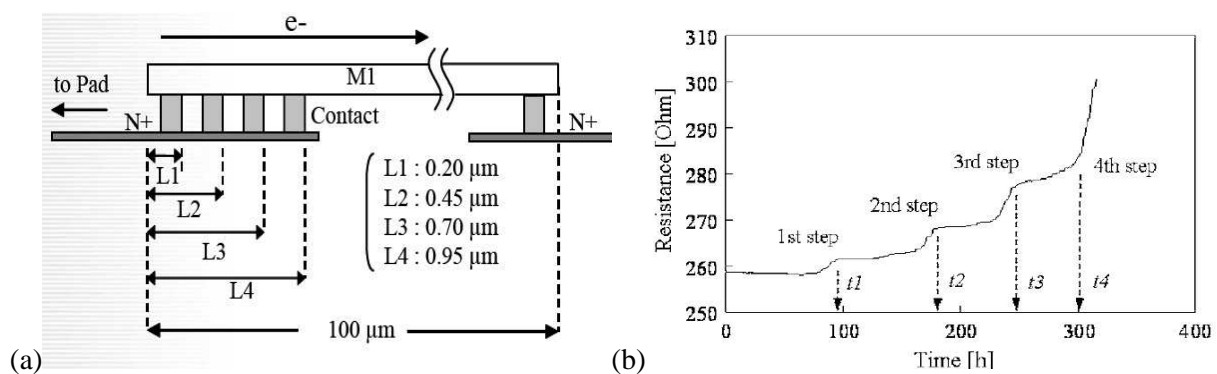 e-
to Pad
M1
Contact
N+
N+
L1
L2
L3
L4
L1 : 0.20 μm
L2 : 0.45 μm
L3 : 0.70 μm
L4 : 0.95 μm
100 μm
(a)
310
300
290
280
270
260
250
Resistance [Ohm]
1st step
2nd step
3rd step
4th step
t1
t2
t3
t4
0
100
200
300
400
Time [h]
(b)